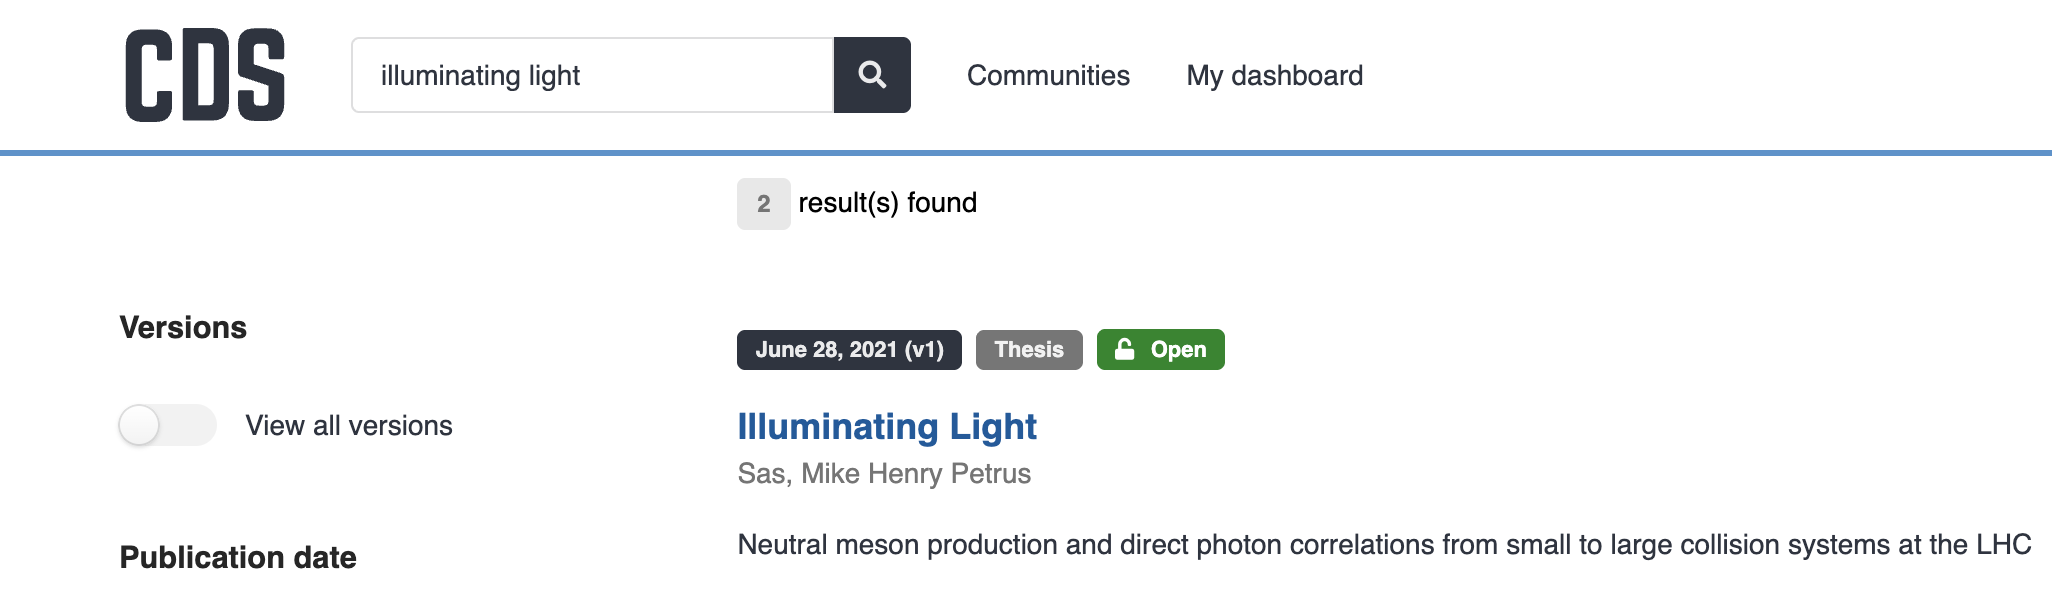 CDS
illuminating light
Communities
My dashboard
2 result(s) found
Versions
View all versions
Publication date
June 28, 2021 (v1)
Thesis
Open
Illuminating Light
Sas, Mike Henry Petrus
Neutral meson production and direct photon correlations from small to large collision systems at the LHC